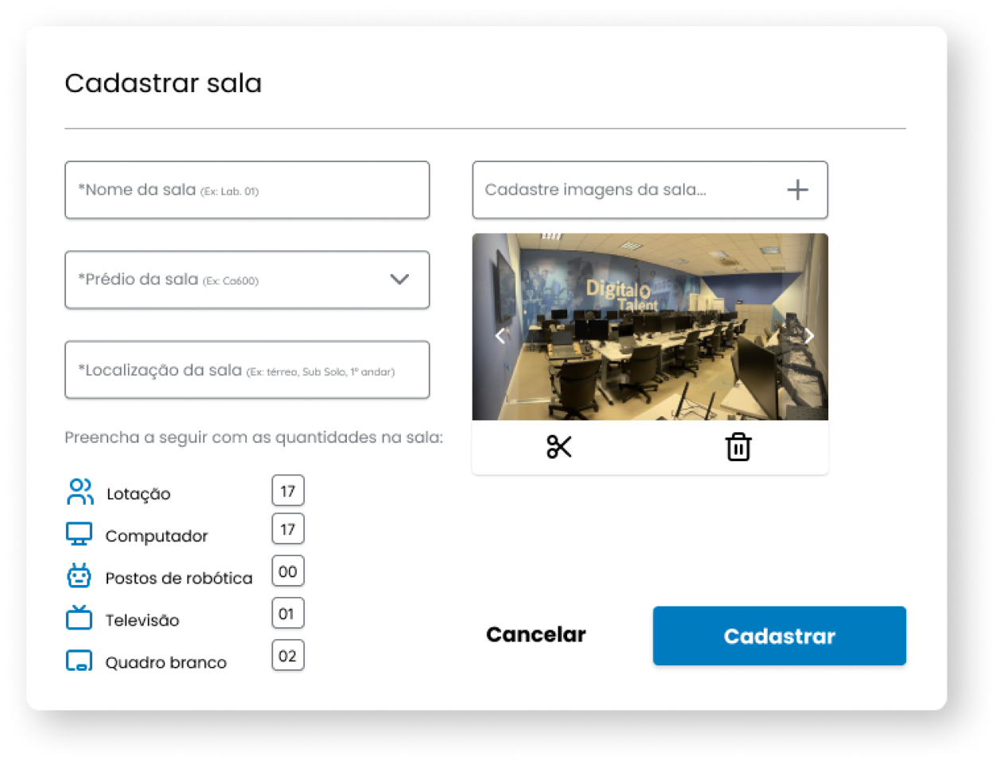 Cadastrar sala
*Nome da sala (Ex: Lab. 01)
*Prédio da sala (Ex: Ca600)
*Localização da sala (Ex: térreo, Sub Solo, 1º andar)
Preencha a seguir com as quantidades na sala:
Lotação 17
Computador 17
Postos de robótica 00
Televisão 01
Quadro branco 02
Cadastre imagens da sala...
Digital
Talent
Cancelar
Cadastrar